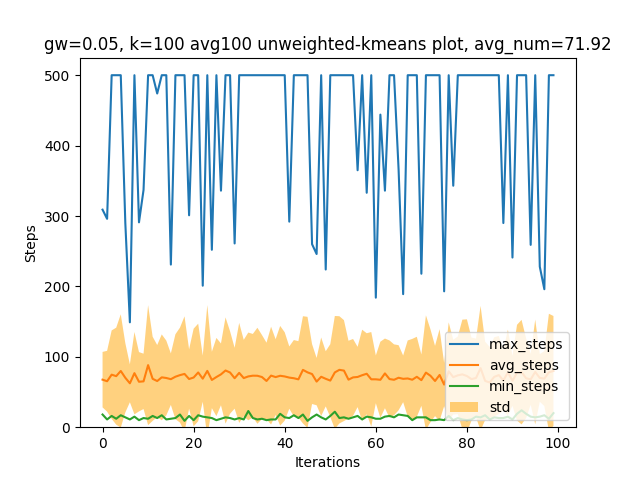 gw=0.05, k=100 avg100 unweighted-kmeans plot, avg_num=71.92
500
400
300
200
100
0
Steps
max_steps
avg_steps
min_steps
std
0 20 40 60 80 100
Iterations